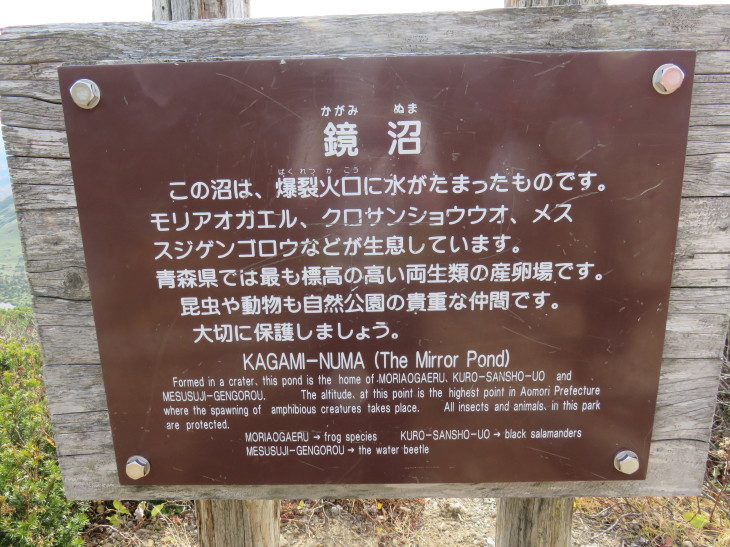 かがみ ぬま
鏡 沼
ばくれつ か こう
この沼は、爆裂火口に水がたまったものです。
モリアオガエル、クロサンショウウオ、メス
スジゲンゴロウなどが生息しています。
青森県では最も標高の高い両生類の産卵場です。
昆虫や動物も自然公園の貴重な仲間です。
大切に保護しましょう。
KAGAMI-NUMA (The Mirror Pond)
Formed in a crater, this pond is the home of MORIAOGAERU, KURO-SANSHO-UO and
MESUSUJI-GENGOROU. The altitude, at this point is the highest point in Aomori Prefecture
where the spawning of amphibious creatures takes place. All insects and animals, in this park
are protected.
MORIAOGAERU → frog species KURO-SANSHO-UO → black salamanders
MESUSUJI-GENGOROU → the water beetle